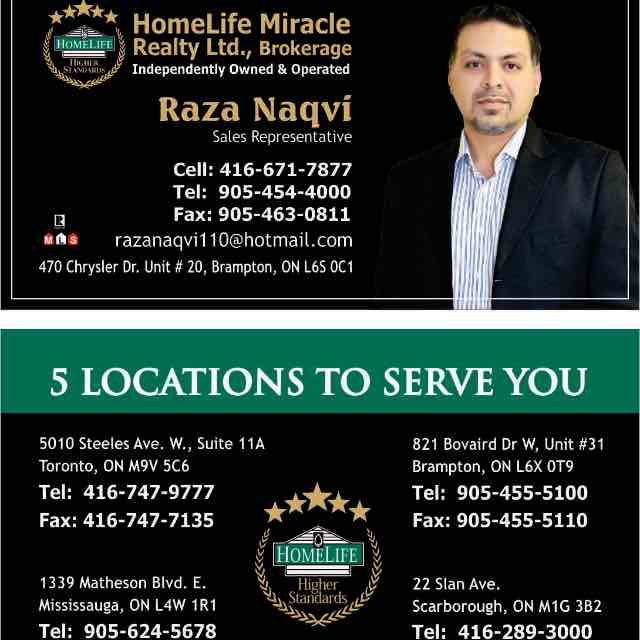 HOMELIFE
HIGHER
STANDARDS
HomeLife Miracle
Realty Ltd., Brokerage
Independently Owned & Operated
Raza Naqvi
Sales Representative
Cell: 416-671-7877
Tel: 905-454-4000
Fax: 905-463-0811
R
MLS
razanaqvi110@hotmail.com
470 Chrysler Dr. Unit # 20, Brampton, ON L6S 0C1
5 LOCATIONS TO SERVE YOU
5010 Steeles Ave. W., Suite 11A
Toronto, ON M9V 5C6
Tel: 416-747-9777
Fax: 416-747-7135
821 Bovaird Dr W, Unit #31
Brampton, ON L6X 0T9
Tel: 905-455-5100
Fax: 905-455-5110
HOMELIFE
Higher
Standards
1339 Matheson Blvd. E.
Mississauga, ON L4W 1R1
Tel: 905-624-5678
22 Slan Ave.
Scarborough, ON M1G 3B2
Tel: 416-289-3000